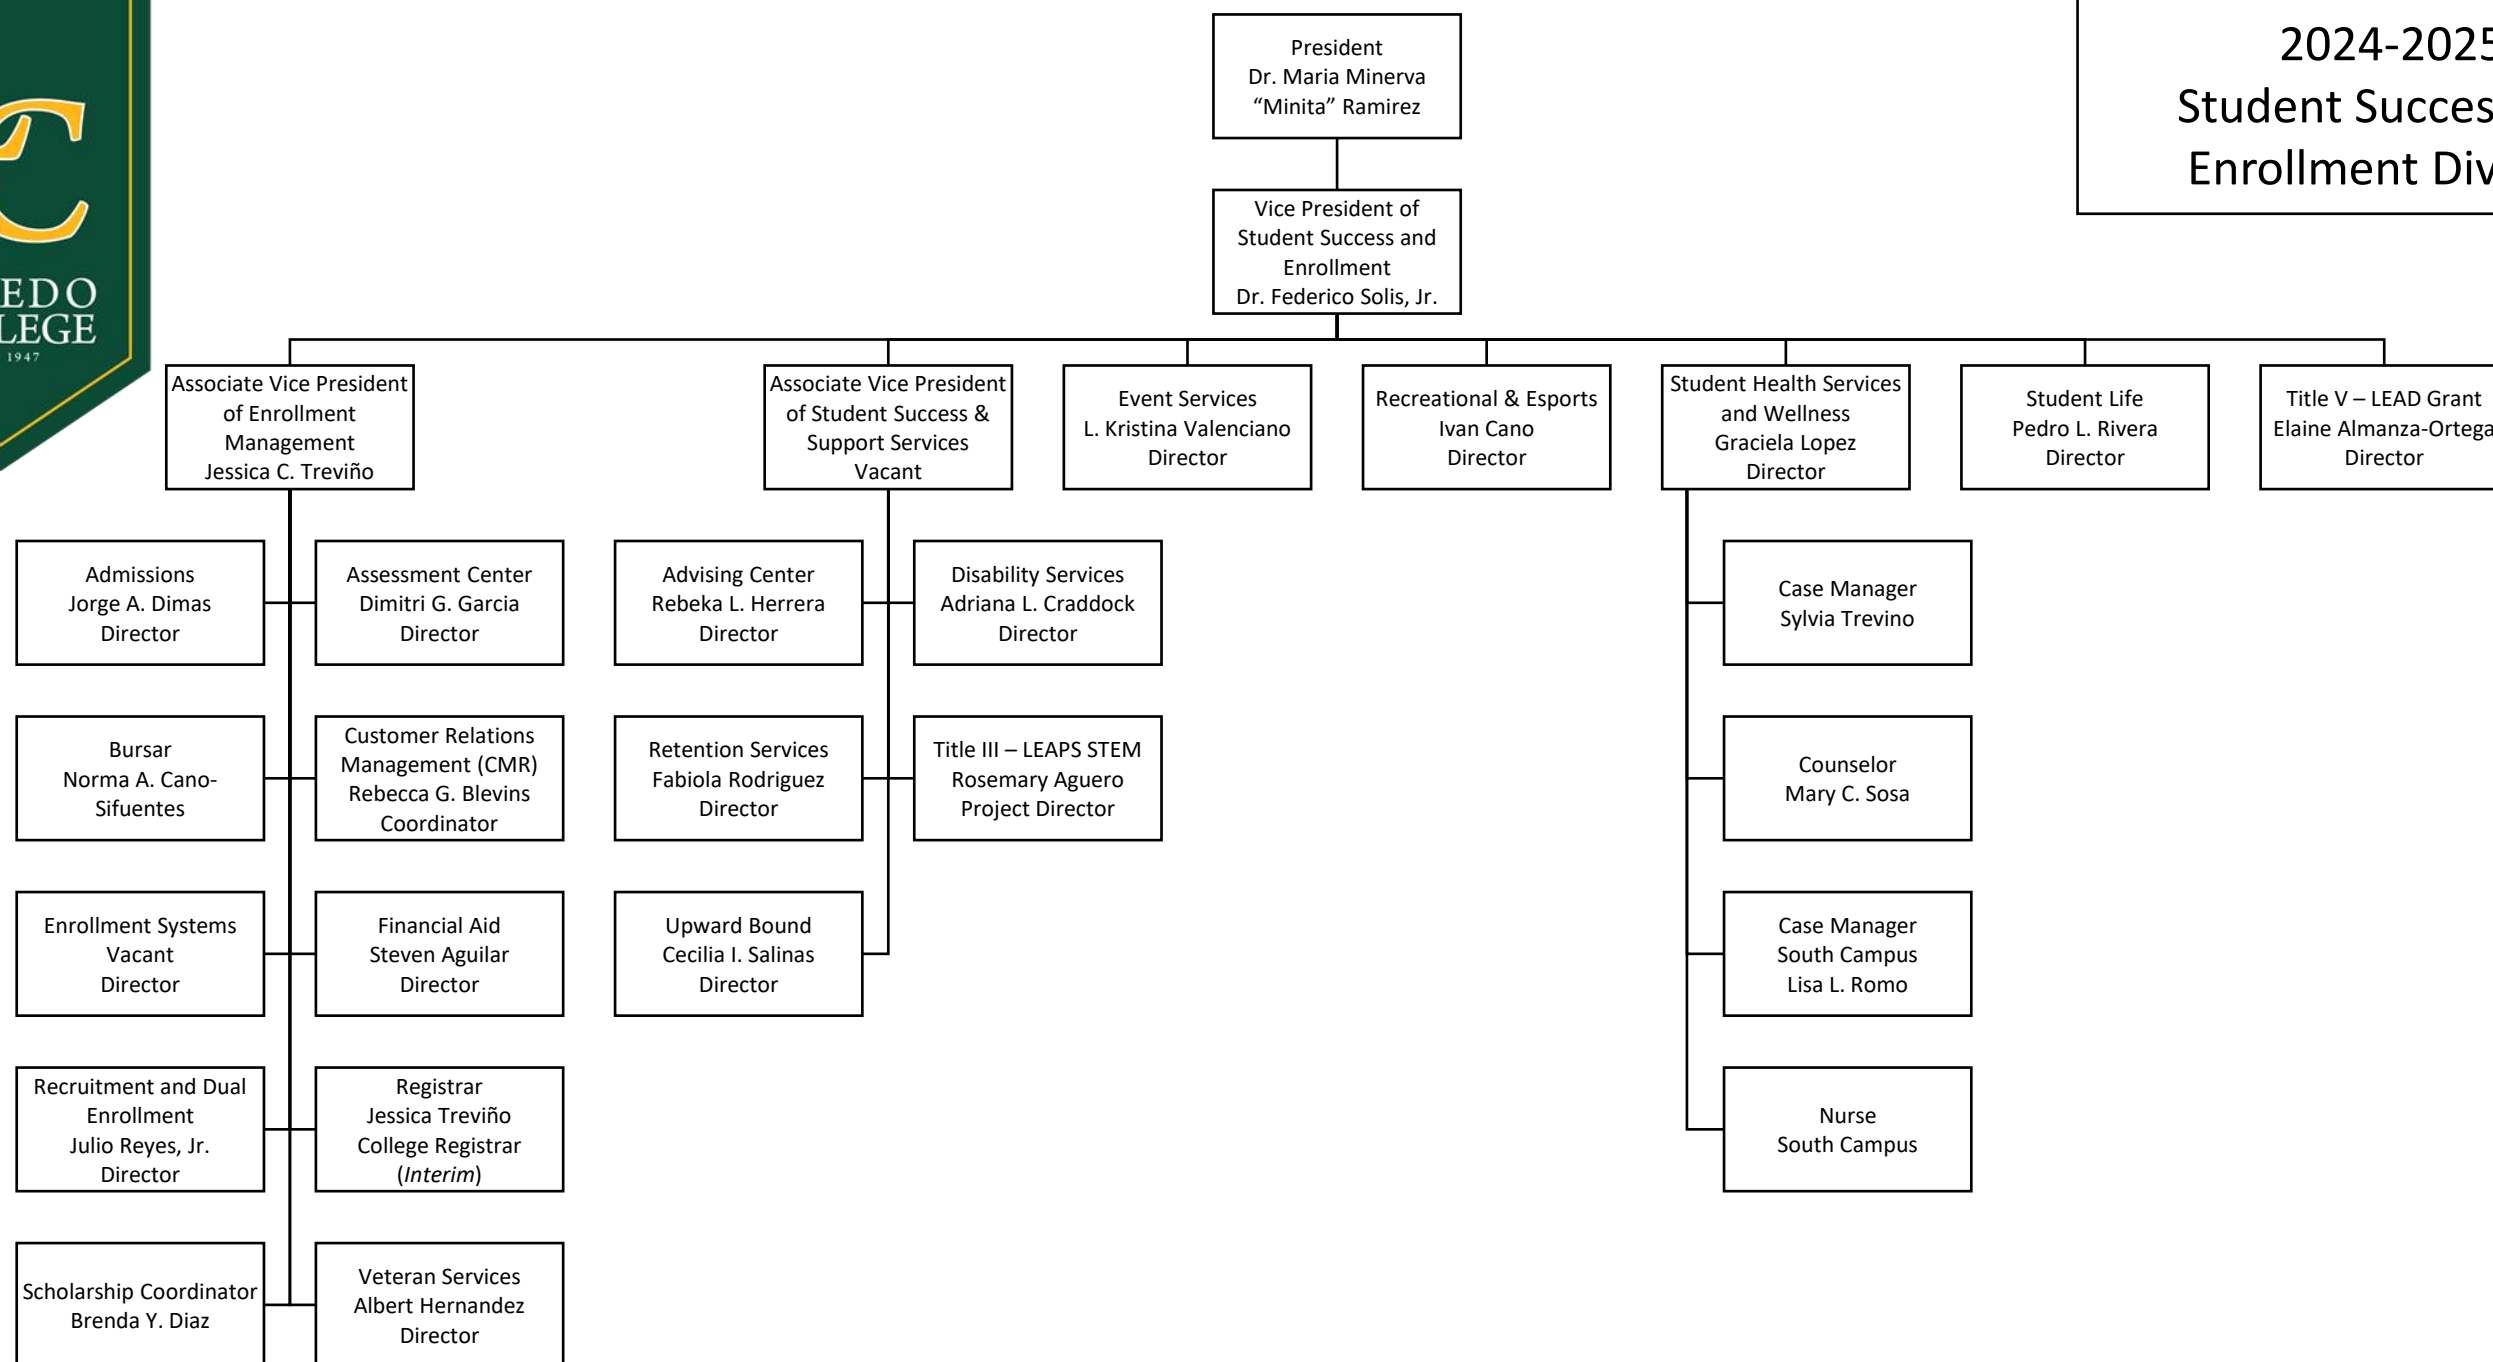 EDO
LEGE
1947
2024-2025
Student Succes
Enrollment Div
President
Dr. Maria Minerva
“Minita” Ramirez
Vice President of
Student Success and
Enrollment
Dr. Federico Solis, Jr.
Associate Vice President
of Enrollment
Management
Jessica C. Treviño
Associate Vice President
of Student Success &
Support Services
Vacant
Event Services
L. Kristina Valenciano
Director
Recreational & Esports
Ivan Cano
Director
Student Health Services
and Wellness
Graciela Lopez
Director
Student Life
Pedro L. Rivera
Director
Title V – LEAD Grant
Elaine Almanza-Ortega
Director
Admissions
Jorge A. Dimas
Director
Assessment Center
Dimitri G. Garcia
Director
Advising Center
Rebeka L. Herrera
Director
Disability Services
Adriana L. Craddock
Director
Case Manager
Sylvia Trevino
Bursar
Norma A. Cano-
Sifuentes
Customer Relations
Management (CMR)
Rebecca G. Blevins
Coordinator
Retention Services
Fabiola Rodriguez
Director
Title III – LEAPS STEM
Rosemary Aguero
Project Director
Counselor
Mary C. Sosa
Enrollment Systems
Vacant
Director
Financial Aid
Steven Aguilar
Director
Upward Bound
Cecilia I. Salinas
Director
Case Manager
South Campus
Lisa L. Romo
Recruitment and Dual
Enrollment
Julio Reyes, Jr.
Director
Registrar
Jessica Treviño
College Registrar
(Interim)
Nurse
South Campus
Scholarship Coordinator
Brenda Y. Diaz
Veteran Services
Albert Hernandez
Director